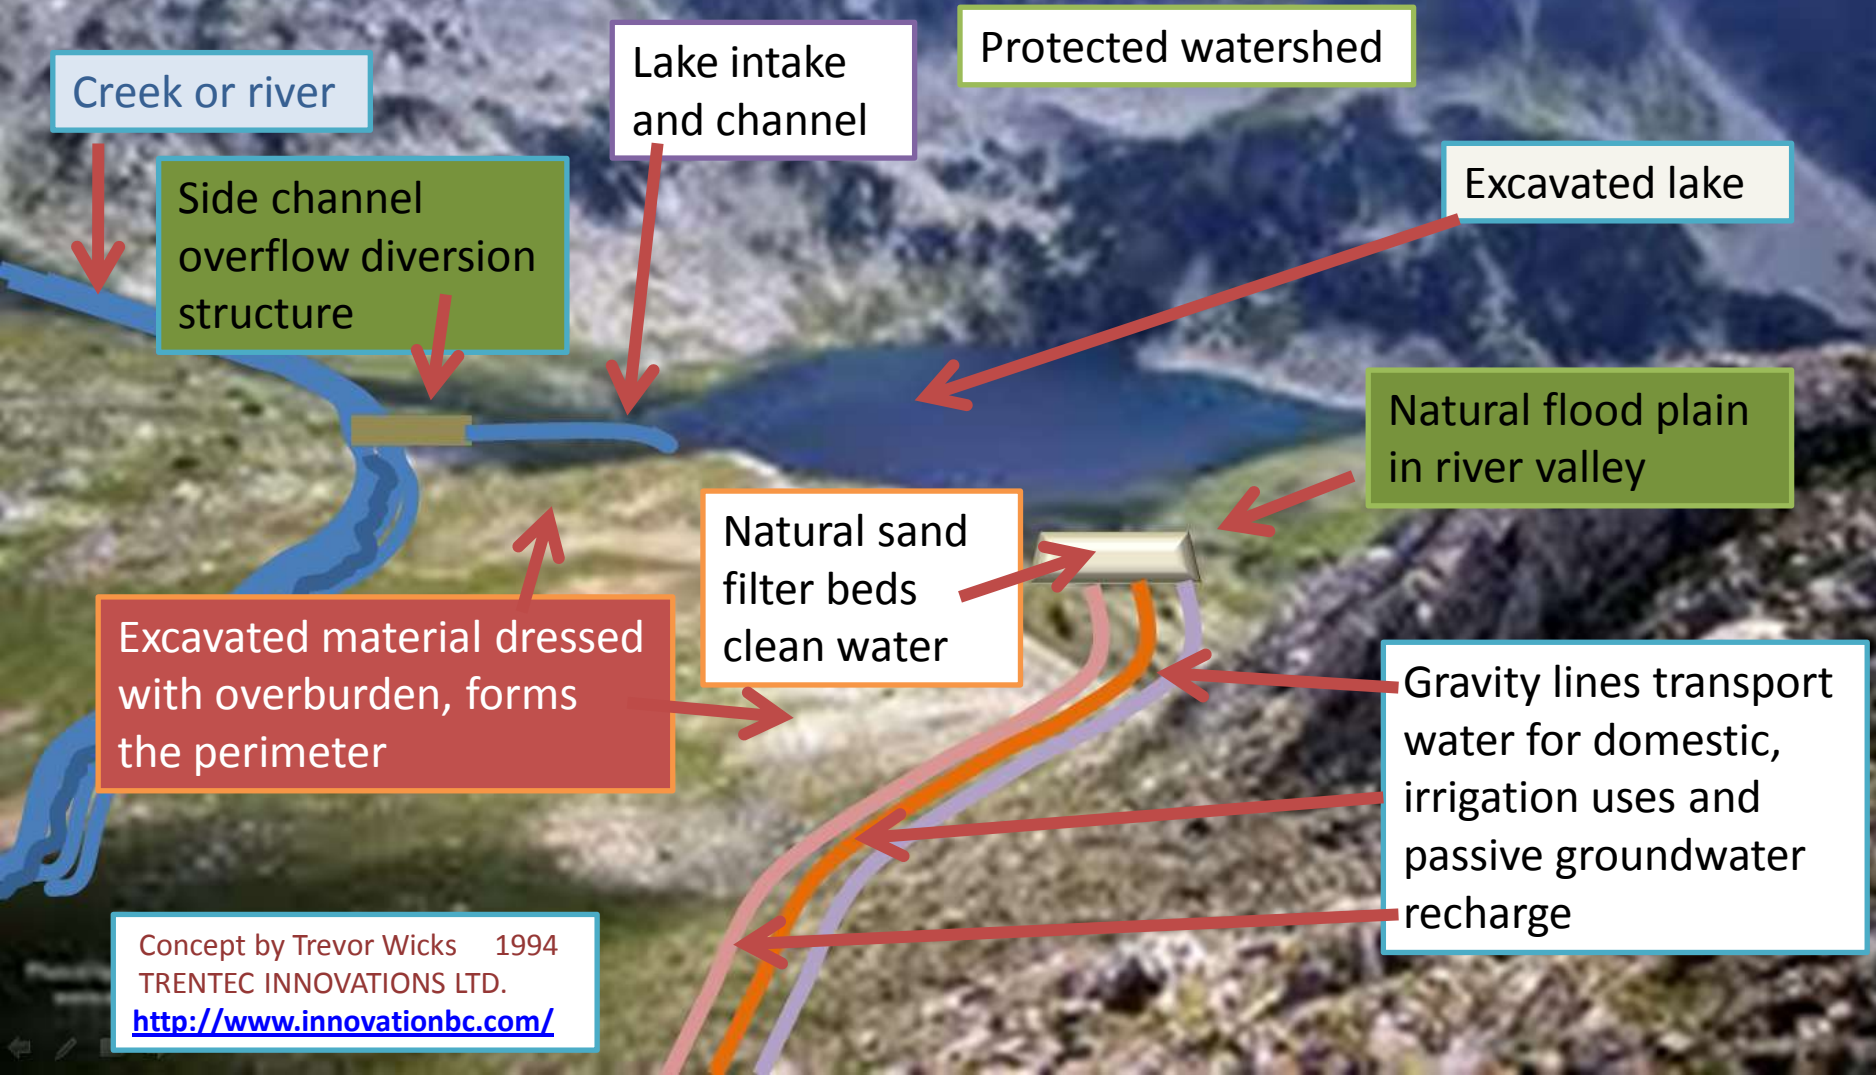 Creek or river
Lake intake
and channel
Protected watershed
Side channel
overflow diversion
structure
Excavated lake
Natural flood plain
in river valley
Natural sand
filter beds
clean water
Excavated material dressed
with overburden, forms
the perimeter
Gravity lines transport
water for domestic,
irrigation uses and
passive groundwater
recharge
Concept by Trevor Wicks 1994
TRENTEC INNOVATIONS LTD.
http://www.innovationbc.com/